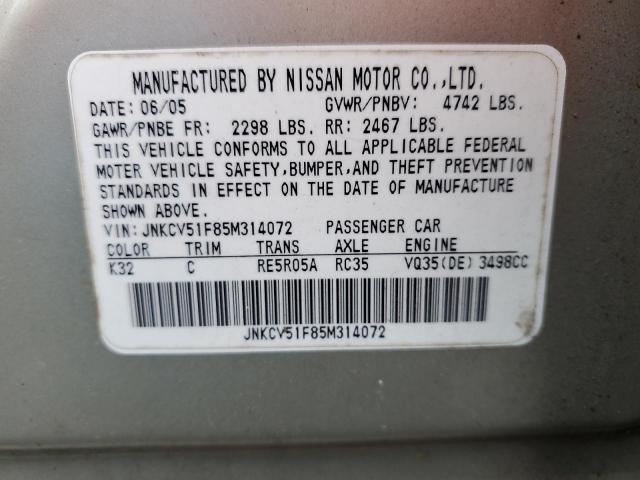 MANUFACTURED BY NISSAN MOTOR CO.,LTD.
DATE: 06/05 GVWR/PNBV: 4742 LBS.
GAWR/PNBE FR: 2298 LBS. RR: 2467 LBS.
THIS VEHICLE CONFORMS TO ALL APPLICABLE FEDERAL
MOTER VEHICLE SAFETY,BUMPER,AND THEFT PREVENTION
STANDARDS IN EFFECT ON THE DATE OF MANUFACTURE
SHOWN ABOVE.
VIN: JNKCV51F85M314072 PASSENGER CAR
COLOR TRIM TRANS AXLE ENGINE
K32 C RE5R05A RC35 VQ35(DE) 3498CC
JNKCV51F85M314072